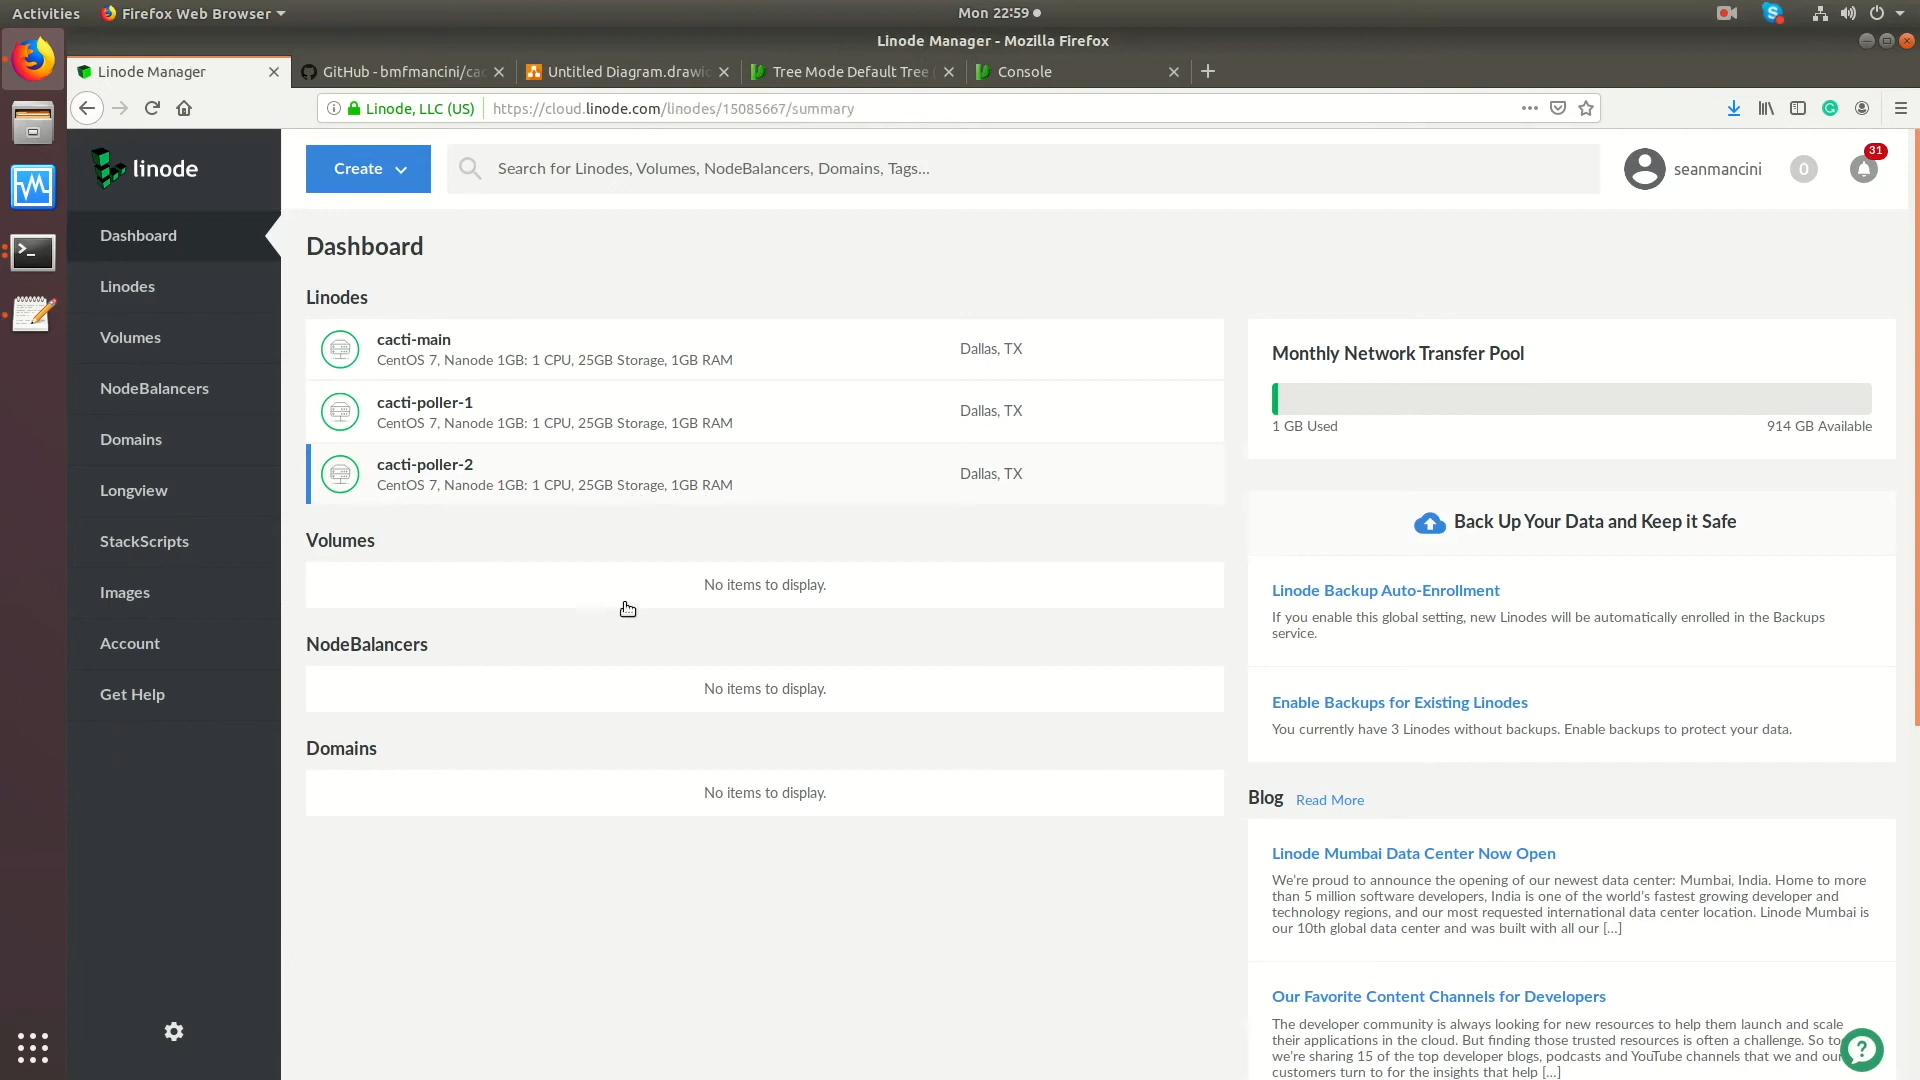 Activities
Firefox Web Browser
Mon 22:59
Linode Manager - Mozilla Firefox
Linode Manager
GitHub - bmfmancini/cac
Untitled Diagram.drawio
Tree Mode Default Tree (
Console
Linode, LLC (US)
https://cloud.linode.com/linodes/15085667/summary
linode
Create
Search for Linodes, Volumes, NodeBalancers, Domains, Tags...
seanmancini
0
31
Dashboard
Linodes
Volumes
NodeBalancers
Domains
Longview
StackScripts
Images
Account
Get Help
Dashboard
Linodes
cacti-main
CentOS 7, Nanode 1GB: 1 CPU, 25GB Storage, 1GB RAM
Dallas, TX
cacti-poller-1
CentOS 7, Nanode 1GB: 1 CPU, 25GB Storage, 1GB RAM
Dallas, TX
cacti-poller-2
CentOS 7, Nanode 1GB: 1 CPU, 25GB Storage, 1GB RAM
Dallas, TX
Volumes
No items to display.
NodeBalancers
No items to display.
Domains
No items to display.
Monthly Network Transfer Pool
1 GB Used
914 GB Available
Back Up Your Data and Keep it Safe
Linode Backup Auto-Enrollment
If you enable this global setting, new Linodes will be automatically enrolled in the Backups
service.
Enable Backups for Existing Linodes
You currently have 3 Linodes without backups. Enable backups to protect your data.
Blog
Read More
Linode Mumbai Data Center Now Open
We're proud to announce the opening of our newest data center: Mumbai, India. Home to more
than 5 million software developers, India is one of the world's fastest growing developer and
technology regions, and our most requested international data center location. Linode Mumbai is
our 10th global data center and was built with all our [...]
Our Favorite Content Channels for Developers
The developer community is always looking for new resources to help them launch and scale
their applications in the cloud. But finding those trusted resources is often a challenge. So to
we're sharing 15 of the top developer blogs, podcasts and YouTube channels that we and our
customers turn to for the insights that help [...]